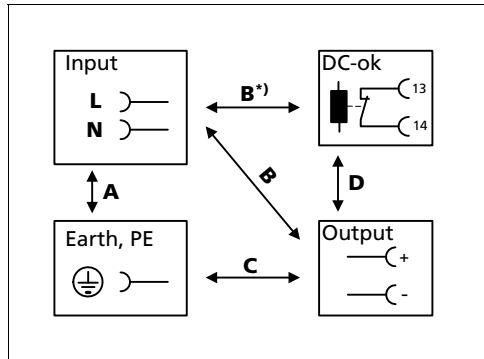 Input
L
N
B*)
DC-ok
13
14
A
B
D
Earth, PE
C
Output
+
-